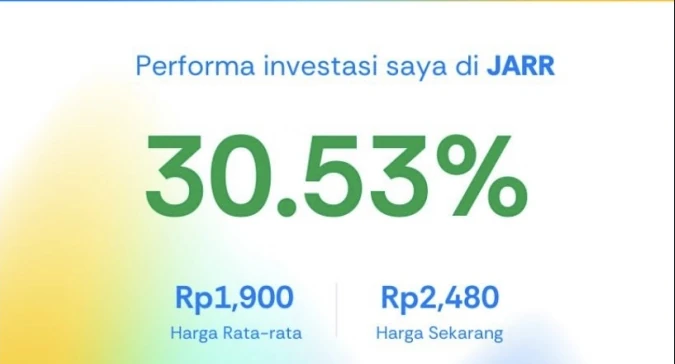 Performa investasi saya di JARR
30.53%
Rp1,900
Harga Rata-rata
Rp2,480
Harga Sekarang